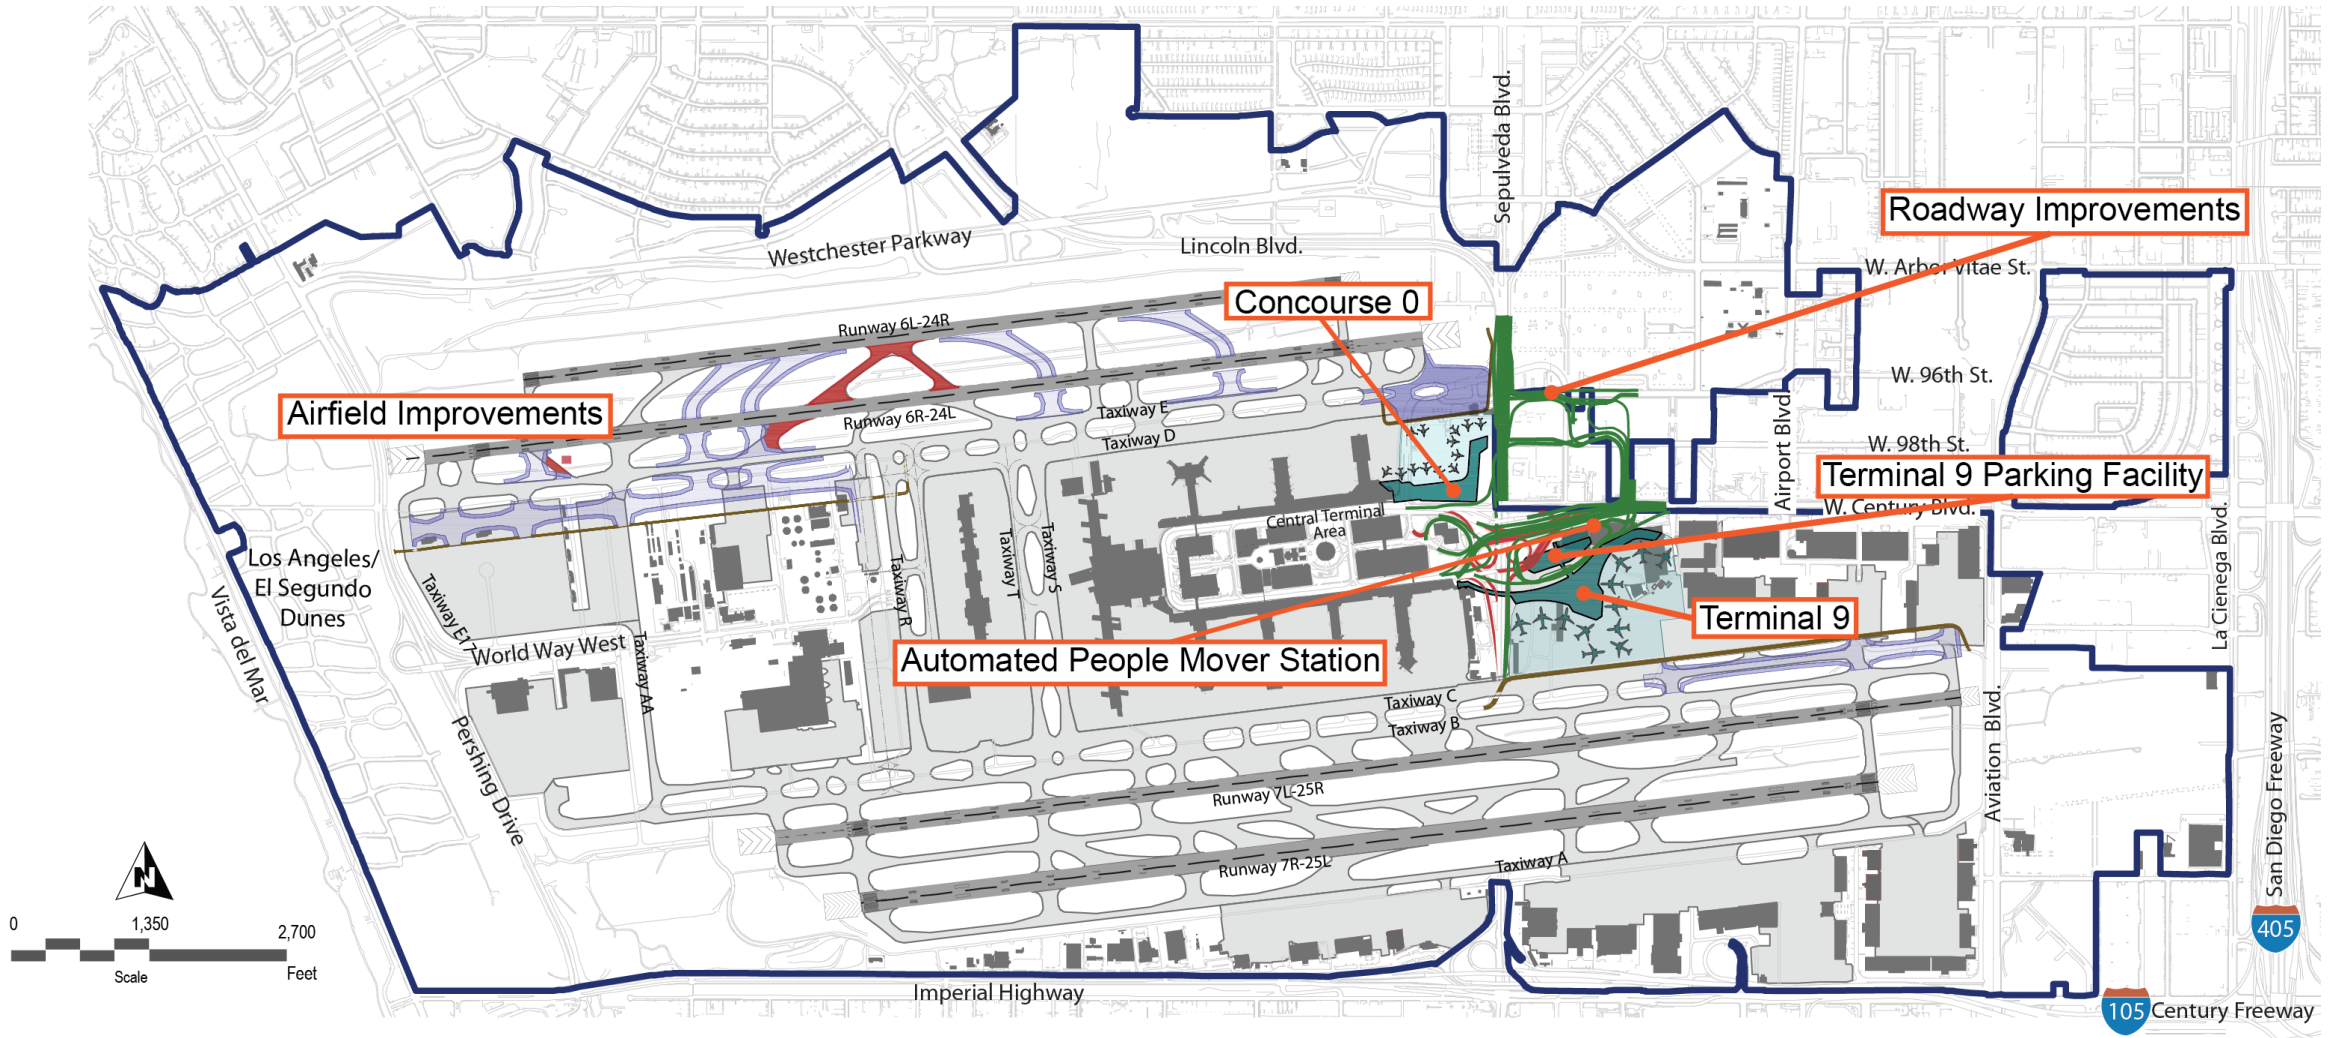 Sepulveda Blvd.
Roadway Improvements
Westchester Parkway
Lincoln Blvd.
W. Arbor Vitae St.
Concourse 0
Runway 6L-24R
W. 96th St.
Airfield Improvements
Runway 6R-24L
Taxiway E
Taxiway D
Airport Blvd.
W. 98th St.
Terminal 9 Parking Facility
W. Century Blvd.
Central Terminal
Area
Los Angeles/
El Segundo
Dunes
Taxiway E17
Taxiway R
Taxiway T
Taxiway S
La Cienega Blvd.
Vista del Mar
World Way West
Taxiway AA
Terminal 9
Automated People Mover Station
Taxiway C
Taxiway B
Pershing Drive
Aviation Blvd.
San Diego Freeway
Runway 7L-25R
Runway 7R-25L
Taxiway A
N
0
1,350
2,700
Scale
Feet
405
Imperial Highway
105
Century Freeway